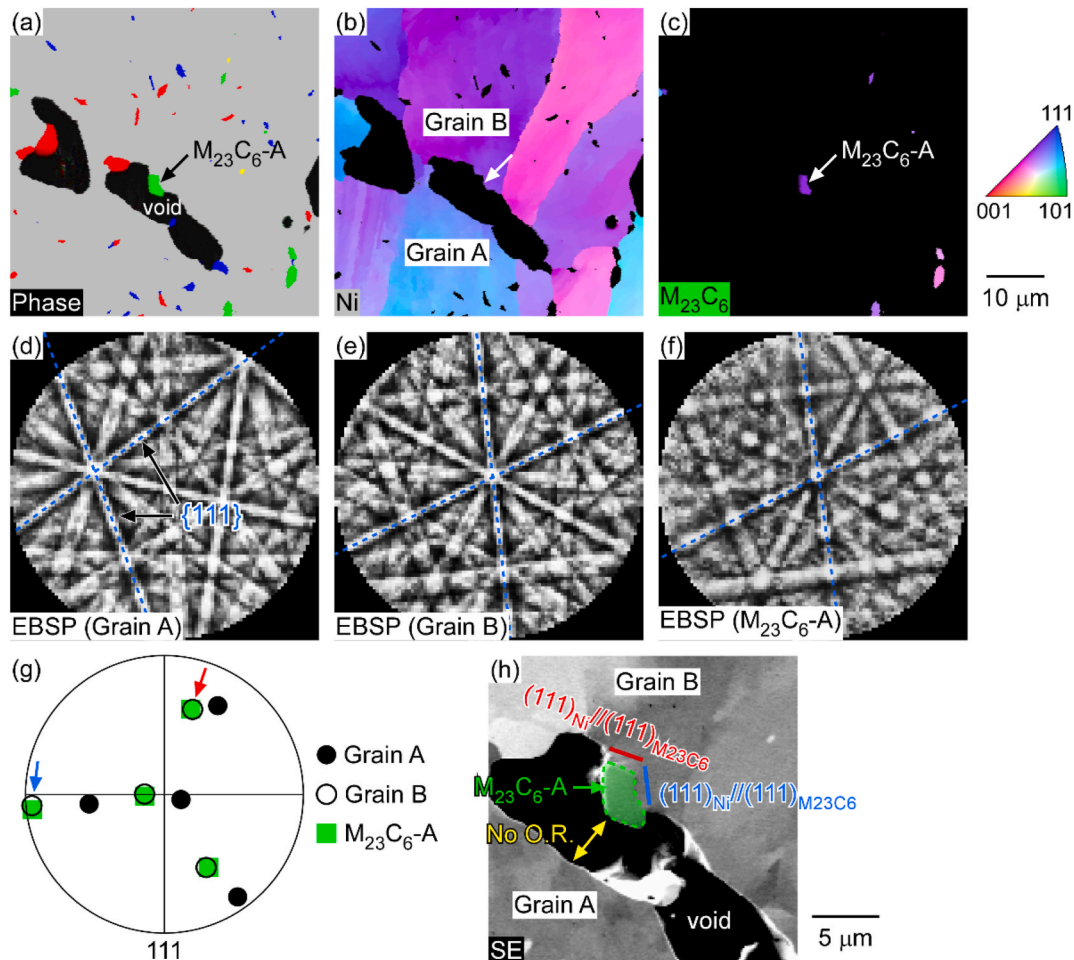 (a)
M23C6-A
void
Phase
(b)
Grain B
Grain A
Ni
(c)
M23C6-A
M23C6
111
001
101
10 μm
(d)
{111}
EBSP (Grain A)
(e)
EBSP (Grain B)
(f)
EBSP (M23C6-A)
(g)
111
Grain A
Grain B
M23C6-A
(h)
Grain B
(111)Ni//(111)M23C6
M23C6-A
(111)Ni//(111)M23C6
No O.R.
Grain A
void
SE
5 μm